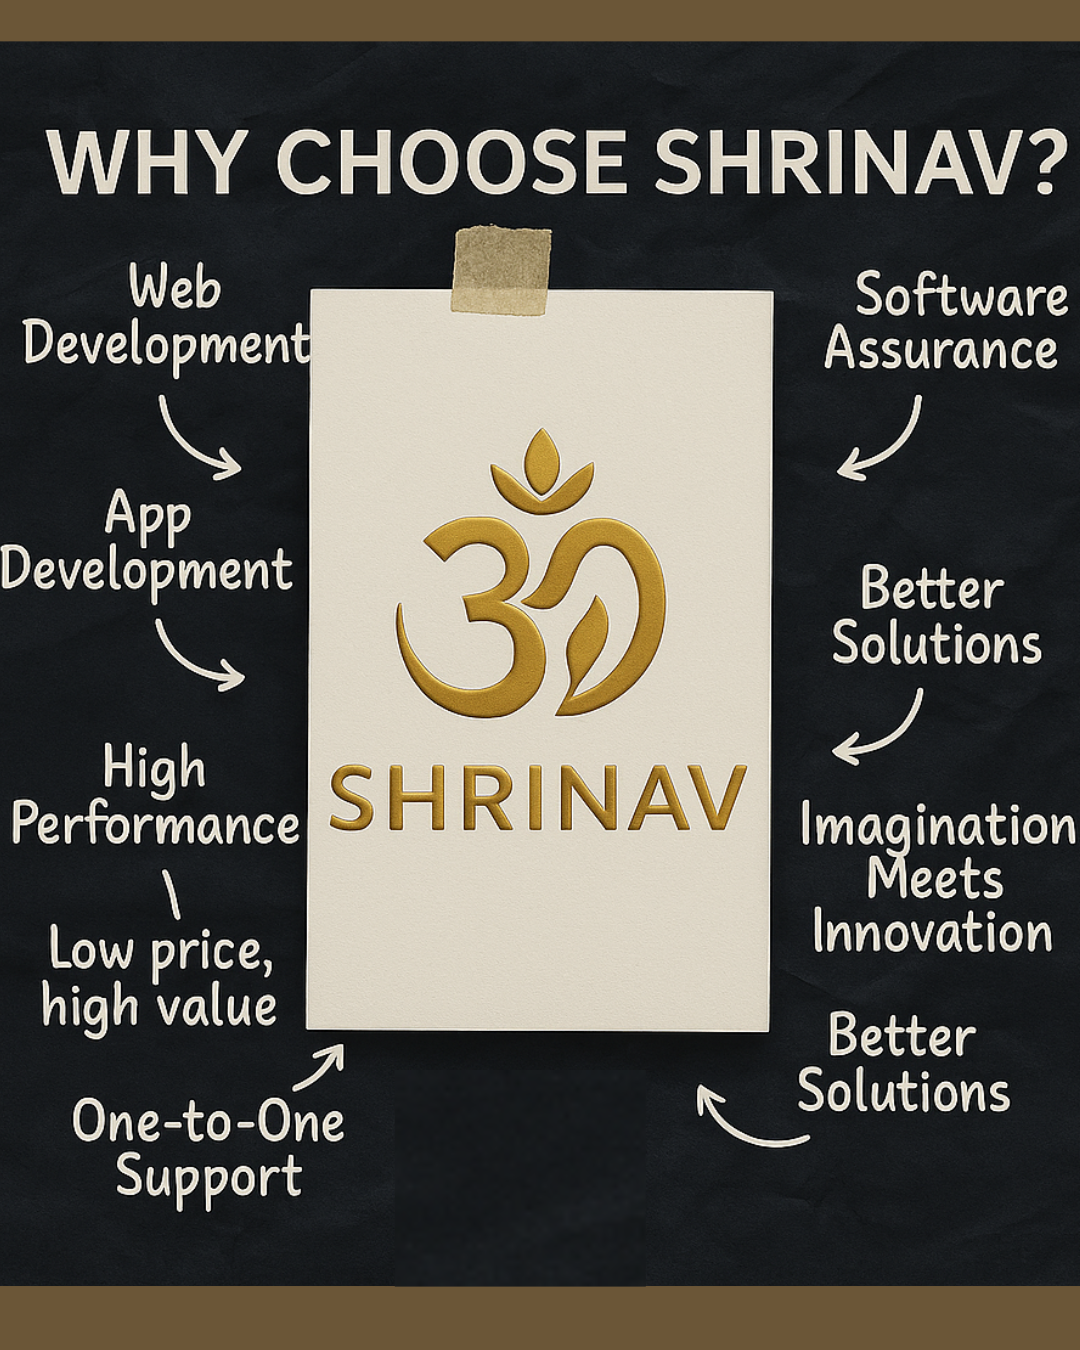 WHY CHOOSE SHRINAV?
Web
Development
App
Development
High
Performance
Low price,
high value
One-to-One
Support
SHRINAV
Software
Assurance
Better
Solutions
Imagination
Meets
Innovation
Better
Solutions